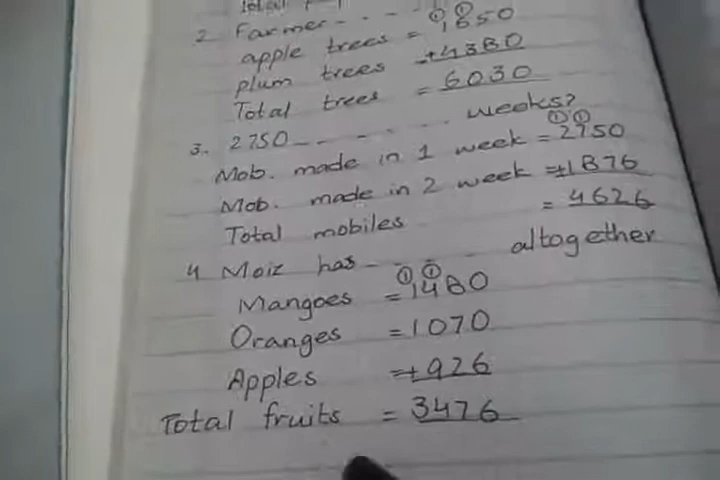 Total
2 Farmer - . . .
apple trees = 1650
plum trees +4380
Total trees = 6030
3. 2750 - - - . . . weeks?
Mob. made in 1 week = 2750
Mob. made in 2 week =+1876
Total mobiles = 4626
4 Moiz has - - - - altogether
Mangoes = 1480
Oranges = 1070
Apples =+926
Total fruits = 3476